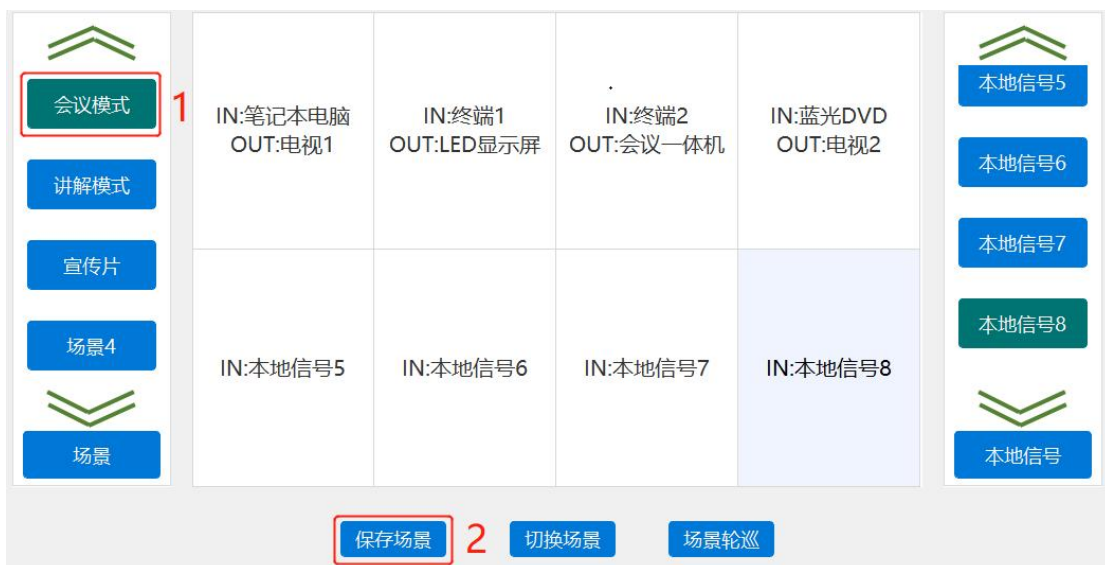 会议模式
1
讲解模式
宣传片
场景4
场景
IN:笔记本电脑
OUT:电视1
IN:终端1
OUT:LED显示屏
IN:终端2
OUT:会议一体机
IN:蓝光DVD
OUT:电视2
IN:本地信号5
IN:本地信号6
IN:本地信号7
IN:本地信号8
本地信号5
本地信号6
本地信号7
本地信号8
本地信号
保存场景
2
切换场景
场景轮巡